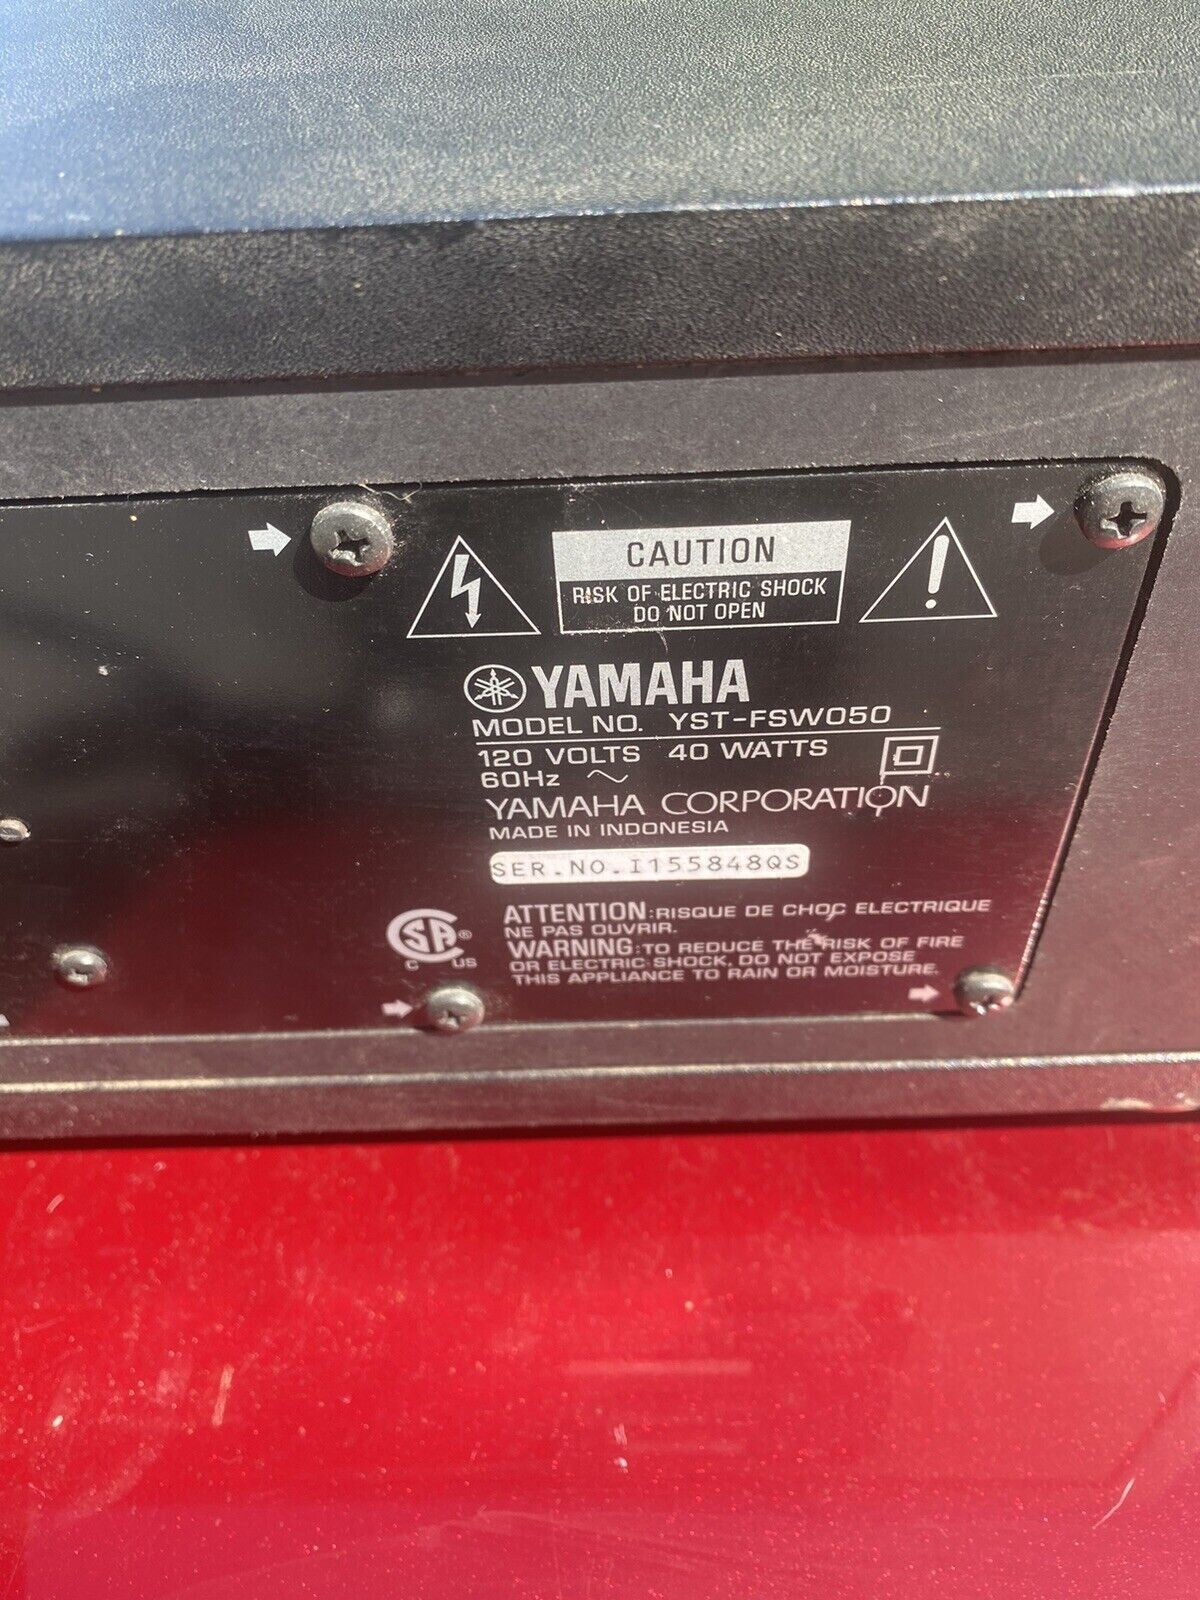 CAUTION
RISK OF ELECTRIC SHOCK
DO NOT OPEN
YAMAHA
MODEL NO. YST-FSW050
120 VOLTS 40 WATTS
60Hz ~
YAMAHA CORPORATION
MADE IN INDONESIA
SER.NO.I155848QS
ATTENTION:RISQUE DE CHOC ELECTRIQUE
NE PAS OUVRIR.
WARNING:TO REDUCE THE RISK OF FIRE
OR ELECTRIC SHOCK, DO NOT EXPOSE
THIS APPLIANCE TO RAIN OR MOISTURE.
SA®
C US